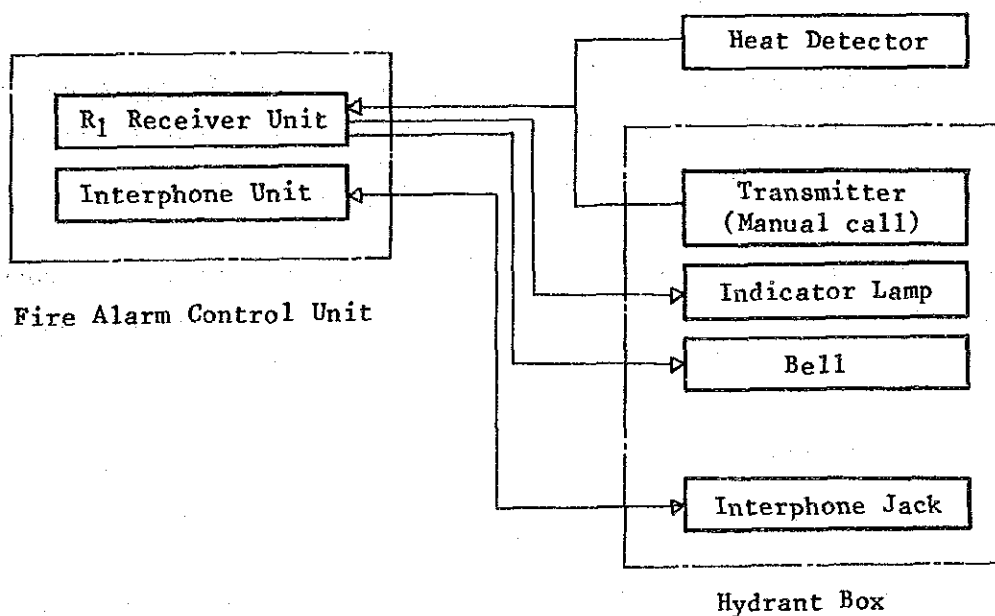 Heat Detector
R1 Receiver Unit
Interphone Unit
Fire Alarm Control Unit
Transmitter
(Manual call)
Indicator Lamp
Bell
Interphone Jack
Hydrant Box